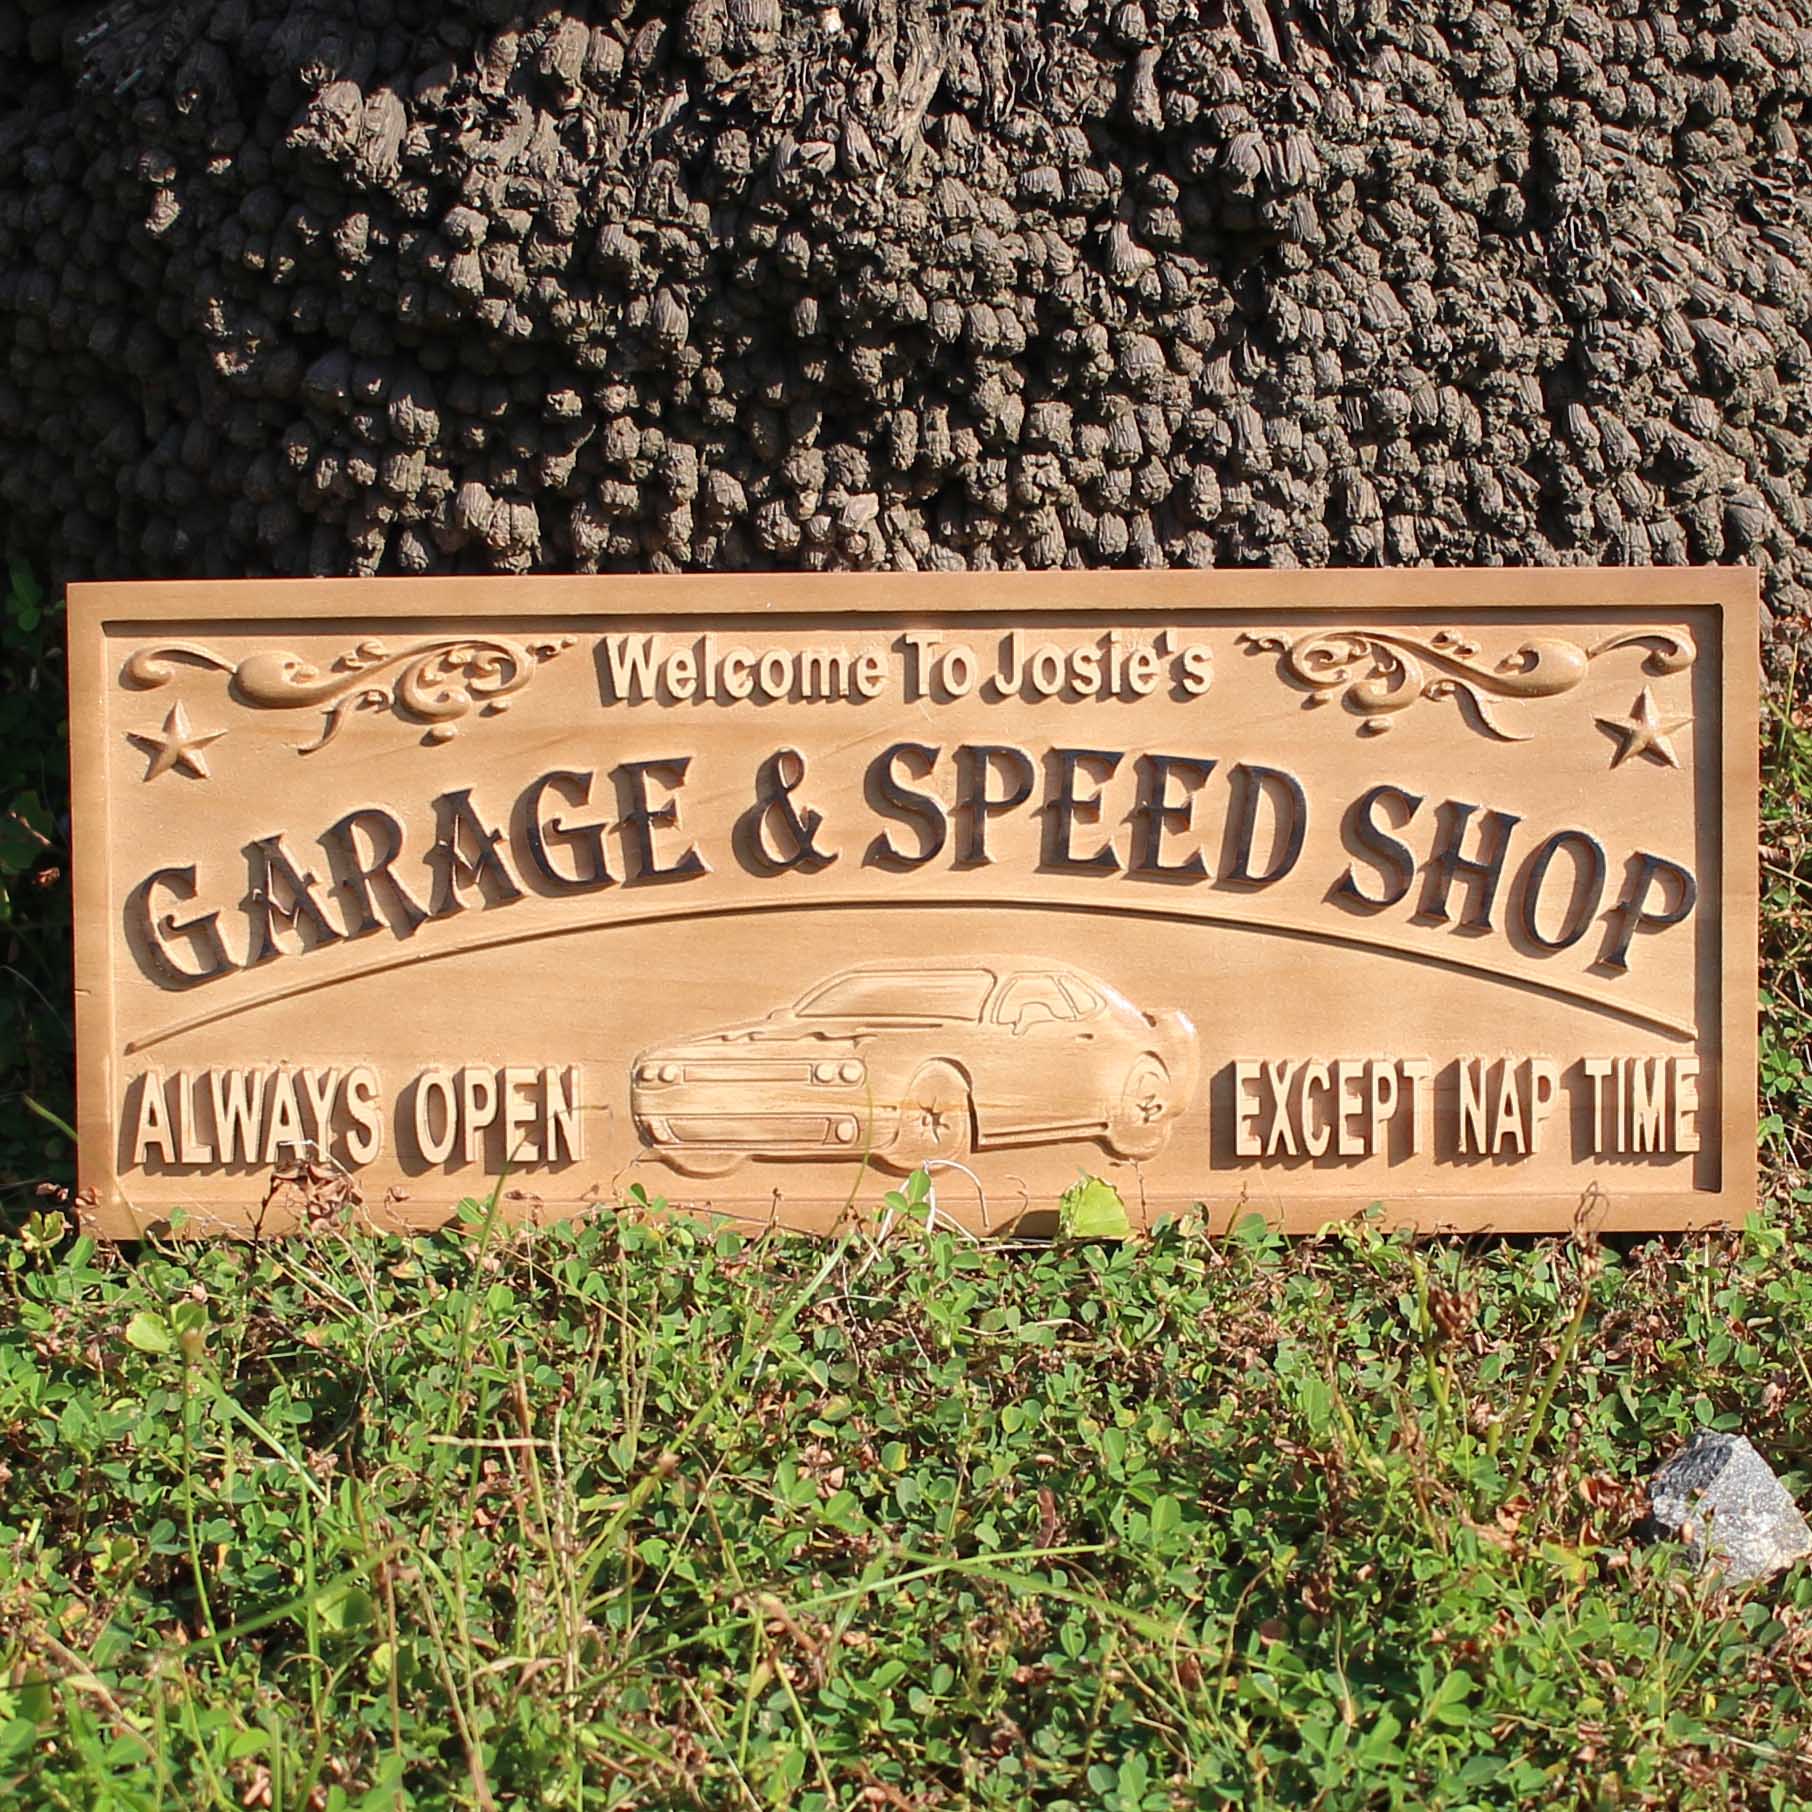 Welcome To Josie's
GARAGE & SPEED SHOP
ALWAYS OPEN EXCEPT NAP TIME